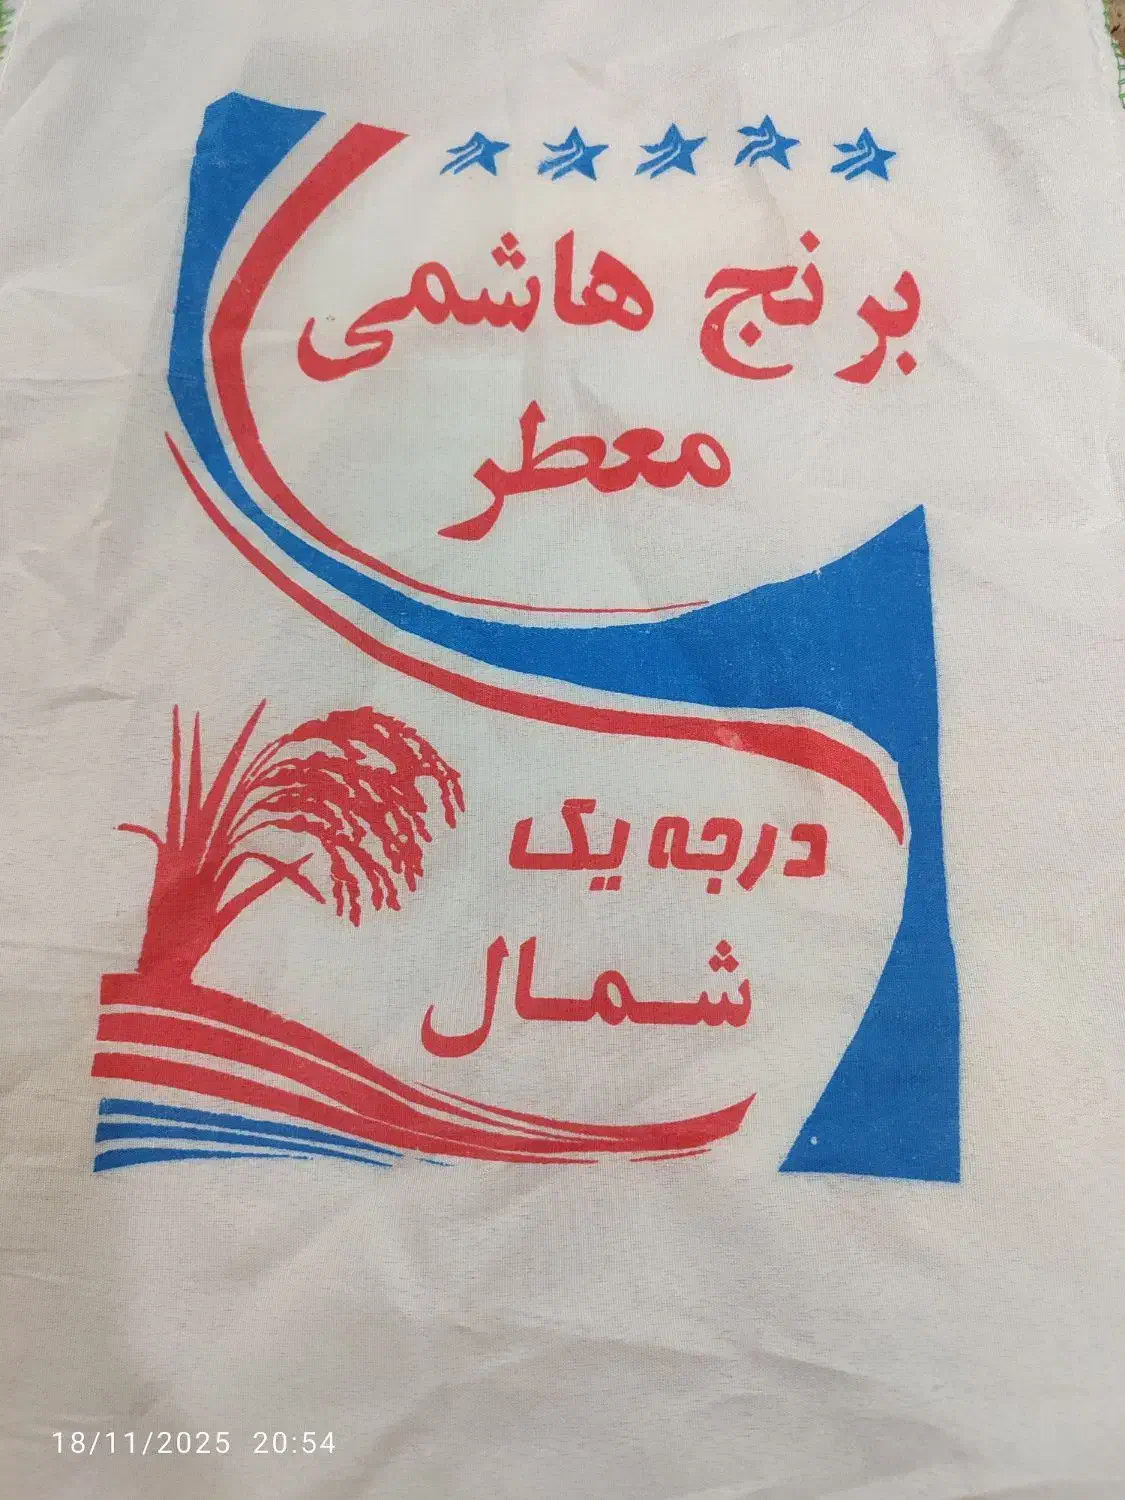 برنج هاشمی
معطر
درجه یک
شمال
18/11/2025 20:54